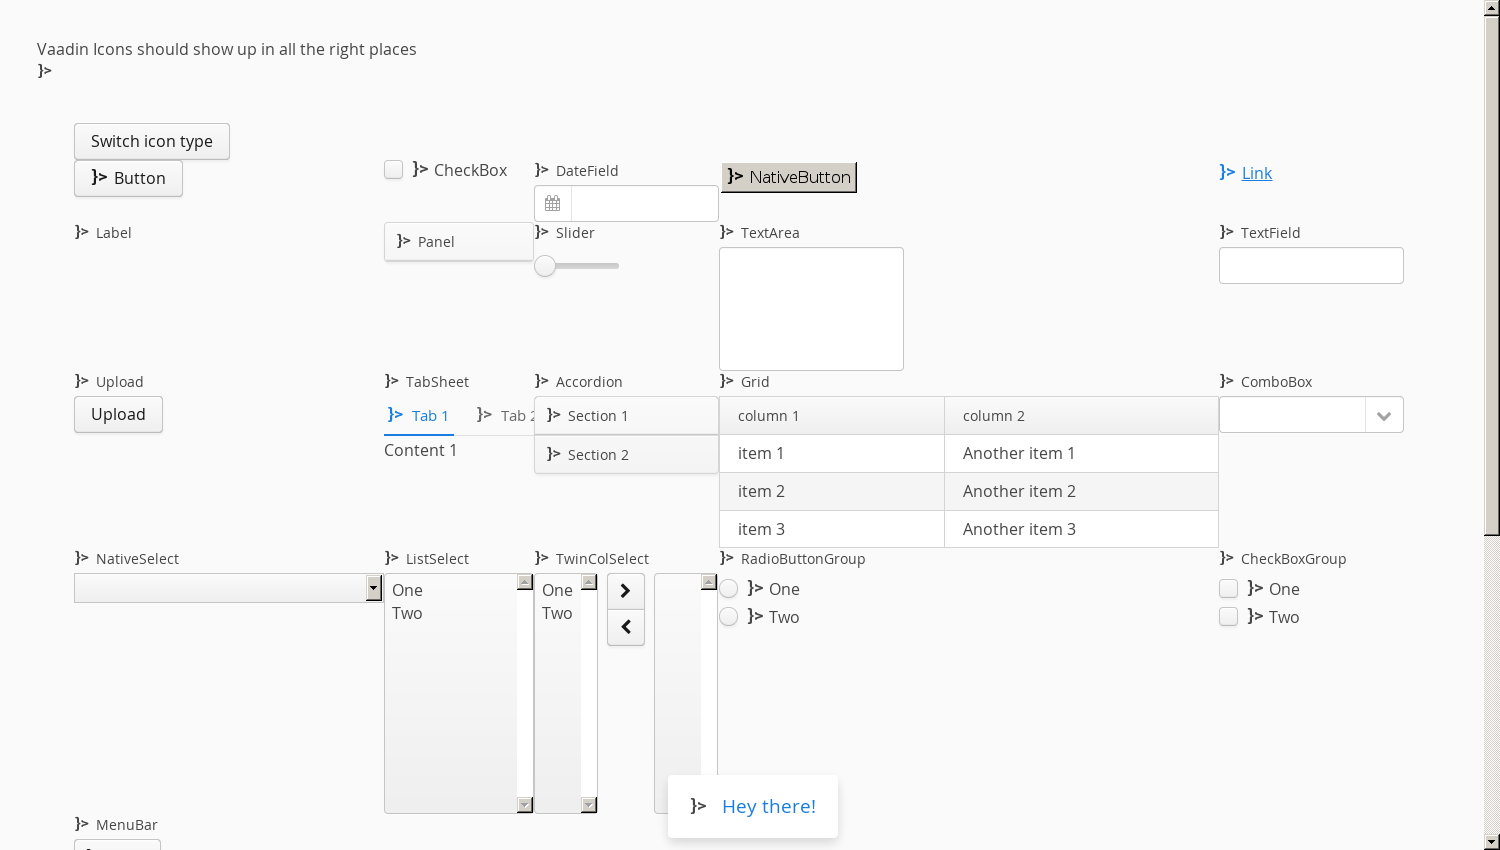 Vaadin Icons should show up in all the right places
Switch icon type
Button
CheckBox
DateField
NativeButton
Link
Label
Panel
Slider
TextArea
TextField
Upload
Upload
TabSheet
Tab 1
Tab 2
Content 1
Accordion
Section 1
Section 2
Grid
column 1 column 2
item 1 Another item 1
item 2 Another item 2
item 3 Another item 3
ComboBox
NativeSelect
ListSelect
One
Two
TwinColSelect
One
Two
RadioButtonGroup
One
Two
CheckBoxGroup
One
Two
Hey there!
MenuBar